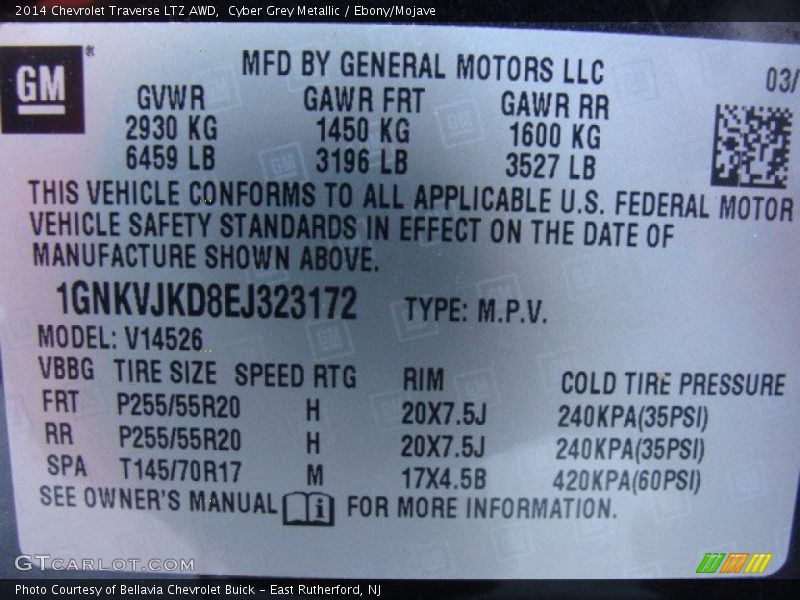 2014 Chevrolet Traverse LTZ AWD,  Cyber Grey Metallic / Ebony/Mojave
GM ®
MFD BY GENERAL MOTORS LLC
03/
GVWR GAWR FRT GAWR RR
2930 KG 1450 KG 1600 KG
6459 LB 3196 LB 3527 LB
THIS VEHICLE CONFORMS TO ALL APPLICABLE U.S. FEDERAL MOTOR
VEHICLE SAFETY STANDARDS IN EFFECT ON THE DATE OF
MANUFACTURE SHOWN ABOVE.
1GNKVJKD8EJ323172 TYPE: M.P.V.
MODEL: V14526
VBBG TIRE SIZE SPEED RTG RIM COLD TIRE PRESSURE
FRT P255/55R20 H 20X7.5J 240KPA(35PSI)
RR P255/55R20 H 20X7.5J 240KPA(35PSI)
SPA T145/70R17 M 17X4.5B 420KPA(60PSI)
SEE OWNER'S MANUAL i FOR MORE INFORMATION.
GTCARLOT.COM
Photo Courtesy of Bellavia Chevrolet Buick - East Rutherford, NJ